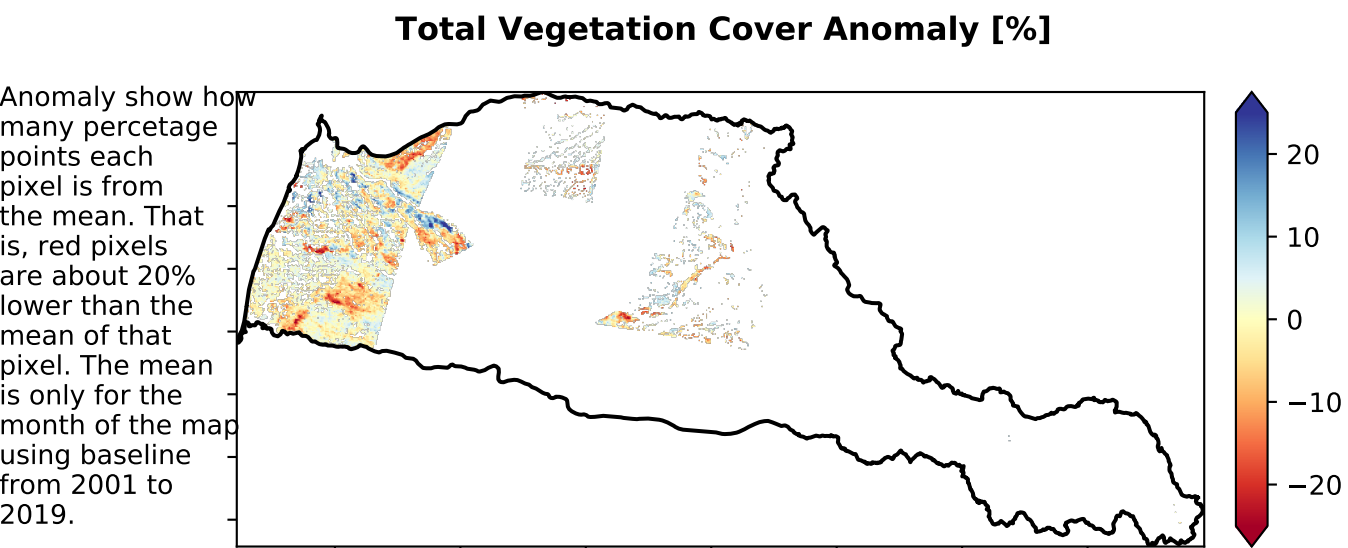 Total Vegetation Cover Anomaly [%]
Anomaly show how
many percetage
points each
pixel is from
the mean. That
is, red pixels
are about 20%
lower than the
mean of that
pixel. The mean
is only for the
month of the map
using baseline
from 2001 to
2019.
20
10
0
−10
−20